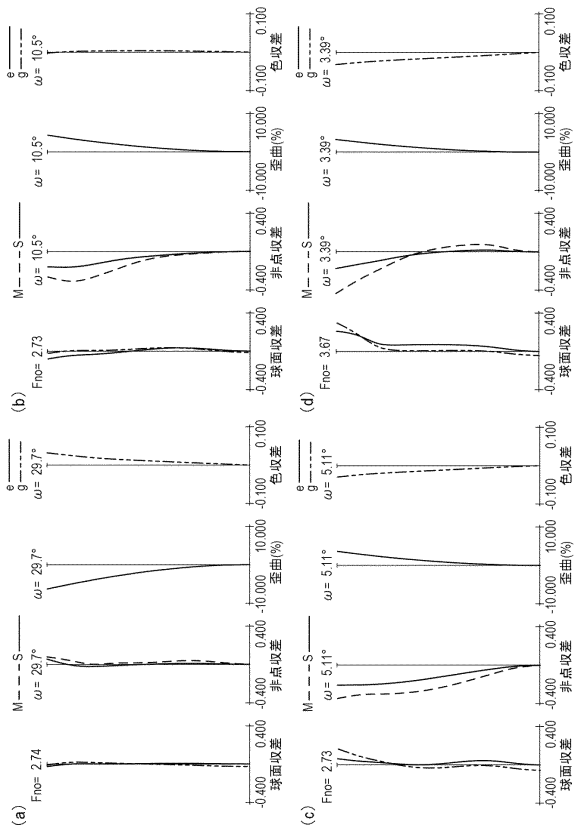 (a)
Fno= 2.74
-0.400 0.400
球面収差
M S
ω= 29.7°
-0.400 0.400
非点収差
ω= 29.7°
-10.000 10.000
歪曲(%)
e
g
ω= 29.7°
-0.100 0.100
色収差
(b)
Fno= 2.73
-0.400 0.400
球面収差
M S
ω= 10.5°
-0.400 0.400
非点収差
ω= 10.5°
-10.000 10.000
歪曲(%)
e
g
ω= 10.5°
-0.100 0.100
色収差
(c)
Fno= 2.73
-0.400 0.400
球面収差
M S
ω= 5.11°
-0.400 0.400
非点収差
ω= 5.11°
-10.000 10.000
歪曲(%)
e
g
ω= 5.11°
-0.100 0.100
色収差
(d)
Fno= 3.67
-0.400 0.400
球面収差
M S
ω= 3.39°
-0.400 0.400
非点収差
ω= 3.39°
-10.000 10.000
歪曲(%)
e
g
ω= 3.39°
-0.100 0.100
色収差